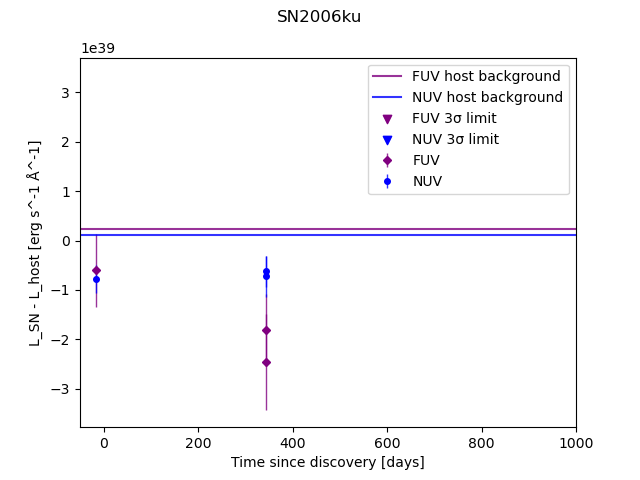 SN2006ku
1e39
FUV host background
NUV host background
FUV 3σ limit
NUV 3σ limit
FUV
NUV
3
2
1
0
−1
−2
−3
L_SN - L_host [erg s^-1 Å^-1]
0 200 400 600 800 1000
Time since discovery [days]